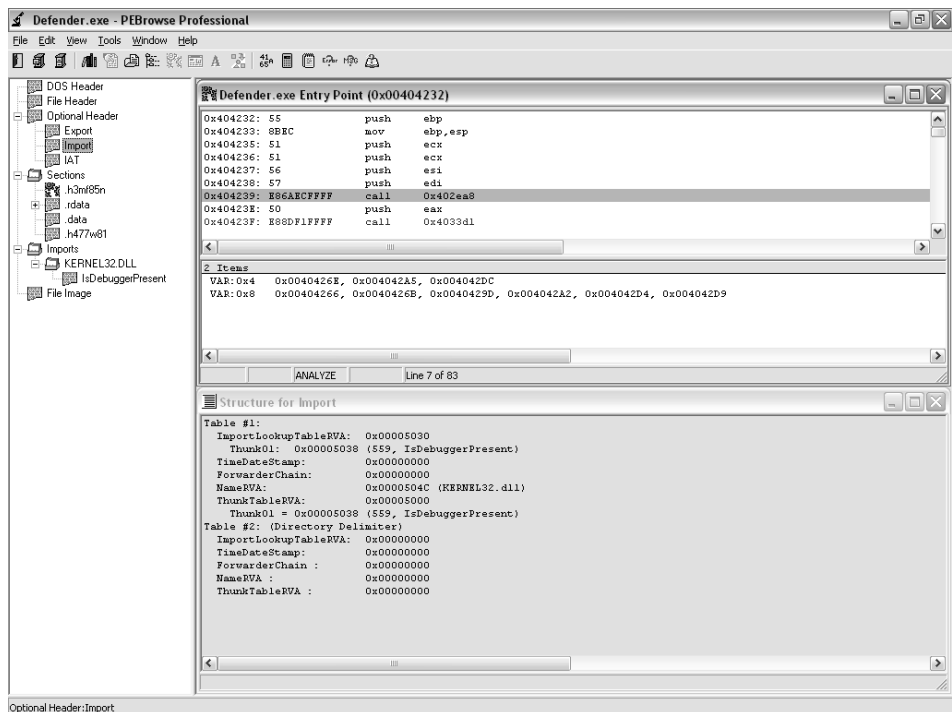 Defender.exe - PEBrowse Professional
File Edit View Tools Window Help
DOS Header
File Header
Optional Header
Export
Import
IAT
Sections
.h3mf85n
.rdata
.data
.h477w81
Imports
KERNEL32.DLL
IsDebuggerPresent
File Image
Defender.exe Entry Point (0x00404232)
0x404232: 55 push ebp
0x404233: 8BEC mov ebp,esp
0x404235: 51 push ecx
0x404236: 51 push ecx
0x404237: 56 push esi
0x404238: 57 push edi
0x404239: E86AECFFFF call 0x402ea8
0x40423E: 50 push eax
0x40423F: E88DF1FFFF call 0x4033d1
2 Items
VAR:0x4 0x0040426E, 0x004042A5, 0x004042DC
VAR:0x8 0x00404266, 0x0040426B, 0x0040429D, 0x004042A2, 0x004042D4, 0x004042D9
ANALYZE Line 7 of 83
Structure for Import
Table #1:
ImportLookupTableRVA: 0x00005030
Thunk01: 0x00005038 (559, IsDebuggerPresent)
TimeDateStamp: 0x00000000
ForwarderChain: 0x00000000
NameRVA: 0x0000504C (KERNEL32.dll)
ThunkTableRVA: 0x00005000
Thunk01 = 0x00005038 (559, IsDebuggerPresent)
Table #2: (Directory Delimiter)
ImportLookupTableRVA: 0x00000000
TimeDateStamp: 0x00000000
ForwarderChain : 0x00000000
NameRVA : 0x00000000
ThunkTableRVA : 0x00000000
Optional Header:Import